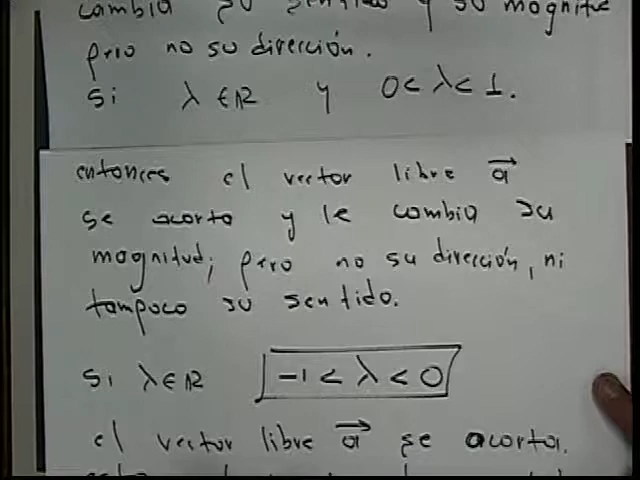 cambia su sentido y su magnitud
pero no su dirección.
Si λ ∈ R y 0 < λ < 1.
entonces el vector libre a⃗
se acorta y le cambia su
magnitud; pero no su dirección, ni
tampoco su sentido.
Si λ ∈ R -1 < λ < 0
el vector libre a⃗ se acorta.